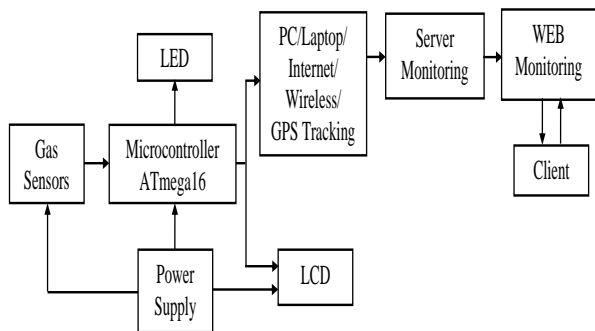 LED
PC/Laptop/
Internet/
Wireless/
GPS Tracking
Server
Monitoring
WEB
Monitoring
Gas
Sensors
Microcontroller
ATmega16
Client
Power
Supply
LCD